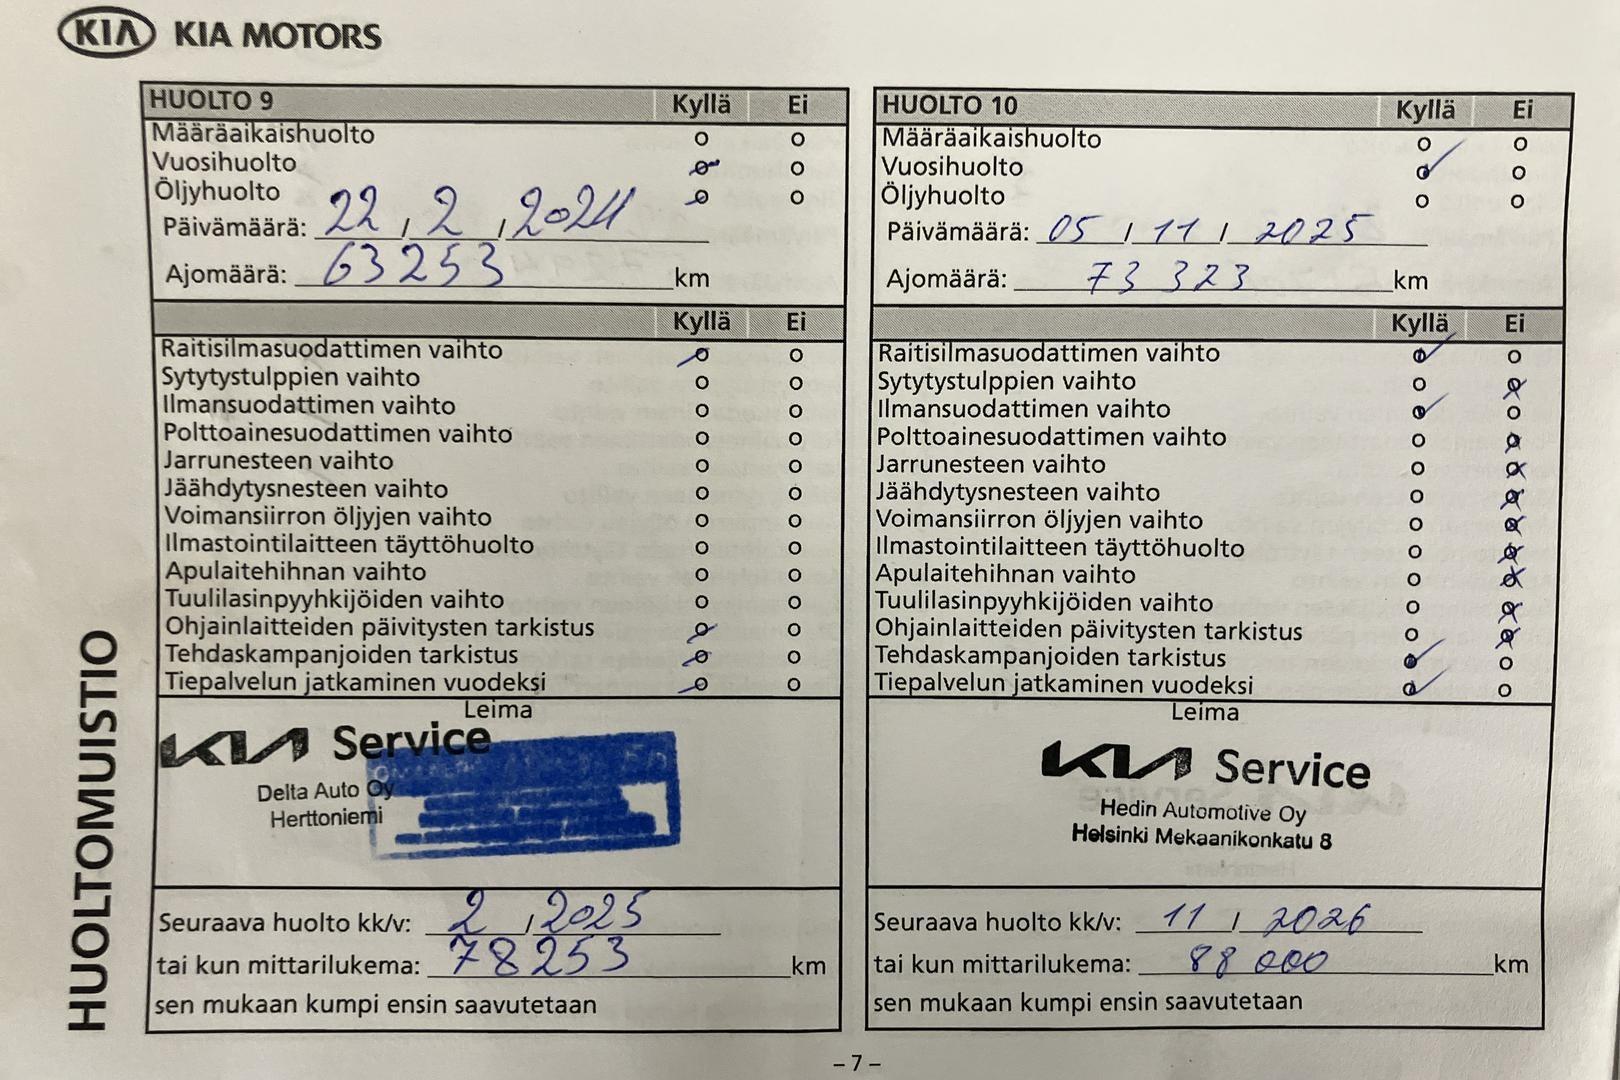 KIA KIA MOTORS
HUOLTOMUISTIO
HUOLTO 9 Kyllä Ei
Määräaikaishuolto
Vuosihuolto
Öljyhuolto
Päivämäärä: 22 / 2 / 2024
Ajomäärä: 63253 km
Kyllä Ei
Raitisilmasuodattimen vaihto
Sytytystulppien vaihto
Ilmansuodattimen vaihto
Polttoainesuodattimen vaihto
Jarrunesteen vaihto
Jäähdytysnesteen vaihto
Voimansiirron öljyjen vaihto
Ilmastointilaitteen täyttöhuolto
Apulaitehihnan vaihto
Tuulilasinpyyhkijöiden vaihto
Ohjainlaitteiden päivitysten tarkistus
Tehdaskampanjoiden tarkistus
Tiepalvelun jatkaminen vuodeksi
Leima
KIA Service
Delta Auto Oy
Herttoniemi
Seuraava huolto kk/v: 2 / 2025
tai kun mittarilukema: 78253 km
sen mukaan kumpi ensin saavutetaan
HUOLTO 10 Kyllä Ei
Määräaikaishuolto
Vuosihuolto
Öljyhuolto
Päivämäärä: 05 / 11 / 2025
Ajomäärä: 73 323 km
Kyllä Ei
Raitisilmasuodattimen vaihto
Sytytystulppien vaihto
Ilmansuodattimen vaihto
Polttoainesuodattimen vaihto
Jarrunesteen vaihto
Jäähdytysnesteen vaihto
Voimansiirron öljyjen vaihto
Ilmastointilaitteen täyttöhuolto
Apulaitehihnan vaihto
Tuulilasinpyyhkijöiden vaihto
Ohjainlaitteiden päivitysten tarkistus
Tehdaskampanjoiden tarkistus
Tiepalvelun jatkaminen vuodeksi
Leima
KIA Service
Hedin Automotive Oy
Helsinki Mekaanikonkatu 8
Seuraava huolto kk/v: 11 / 2026
tai kun mittarilukema: 88 000 km
sen mukaan kumpi ensin saavutetaan
– 7 –